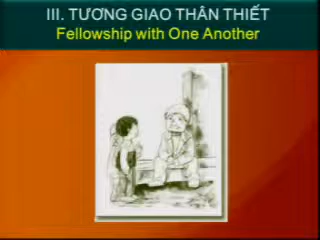 III. TƯƠNG GIAO THÂN THIẾT
Fellowship with One Another